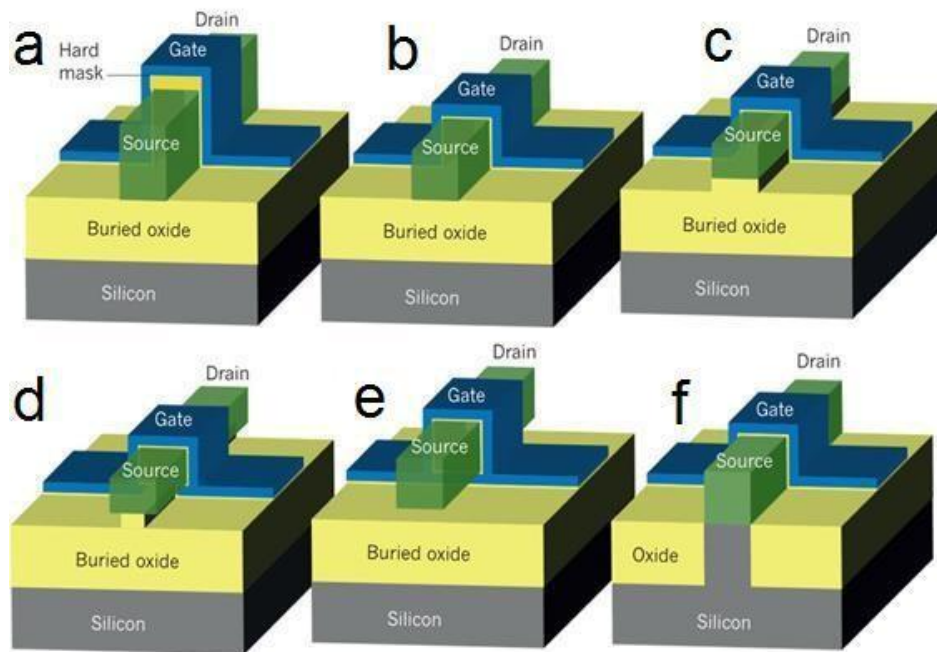 a
Drain
Hard
mask
Gate
Source
Buried oxide
Silicon
b
Drain
Gate
Source
Buried oxide
Silicon
c
Drain
Gate
Source
Buried oxide
Silicon
d
Drain
Gate
Source
Buried oxide
Silicon
e
Drain
Gate
Source
Buried oxide
Silicon
f
Drain
Gate
Source
Oxide
Silicon